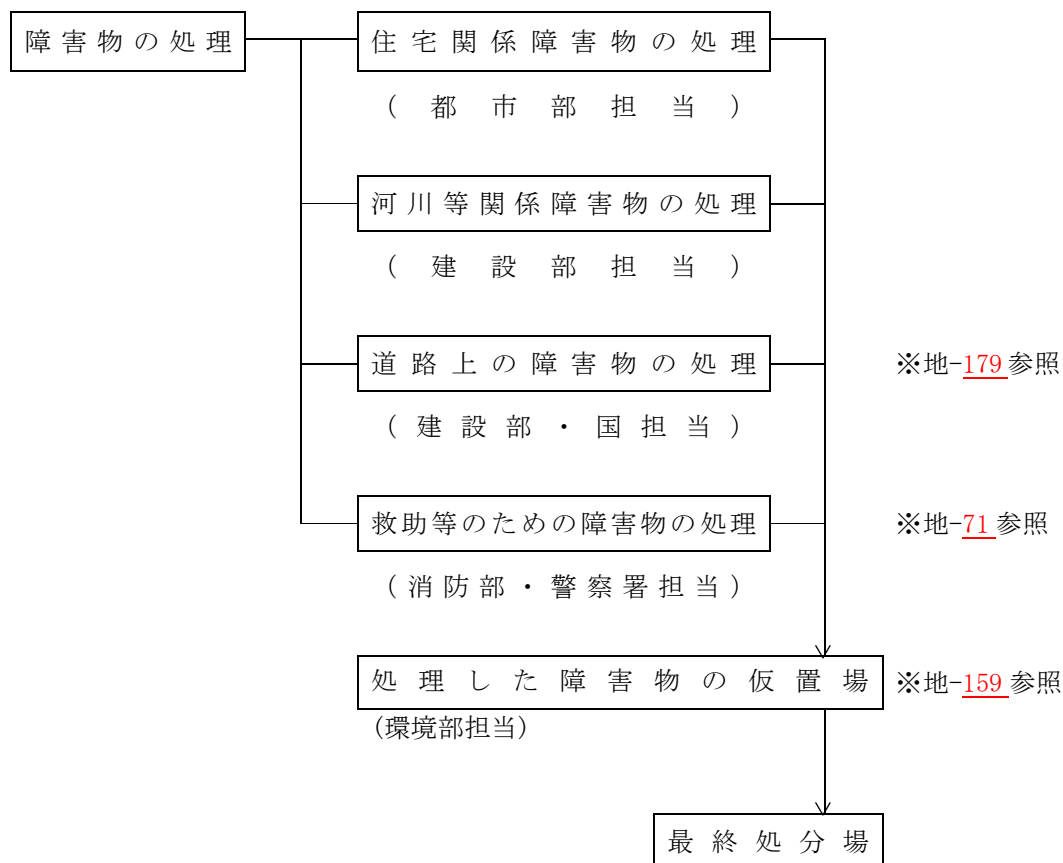 障害物の処理
住宅関係障害物の処理
(都市部担当)
河川等関係障害物の処理
(建設部担当)
道路上の障害物の処理
※地-179参照
(建設部・国担当)
救助等のための障害物の処理
※地-71参照
(消防部・警察署担当)
処理した障害物の仮置場
※地-159参照
(環境部担当)
最終処分場